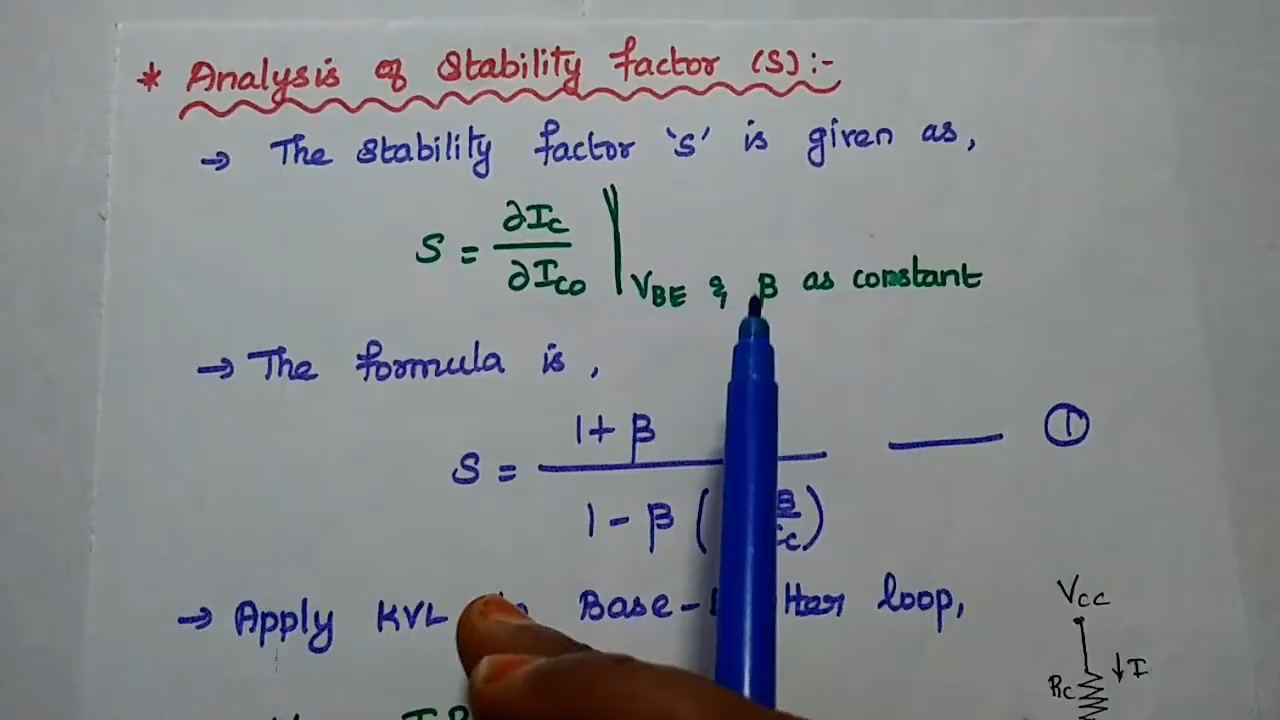 * Analysis of Stability factor (S):-
→ The stability factor 's' is given as,
S = ∂Ic / ∂Ico | VBE & β as constant
→ The formula is,
S = 1 + β / 1 - β ( ) —— ①
→ Apply KVL Base- loop,
Vcc
Rc ↓I